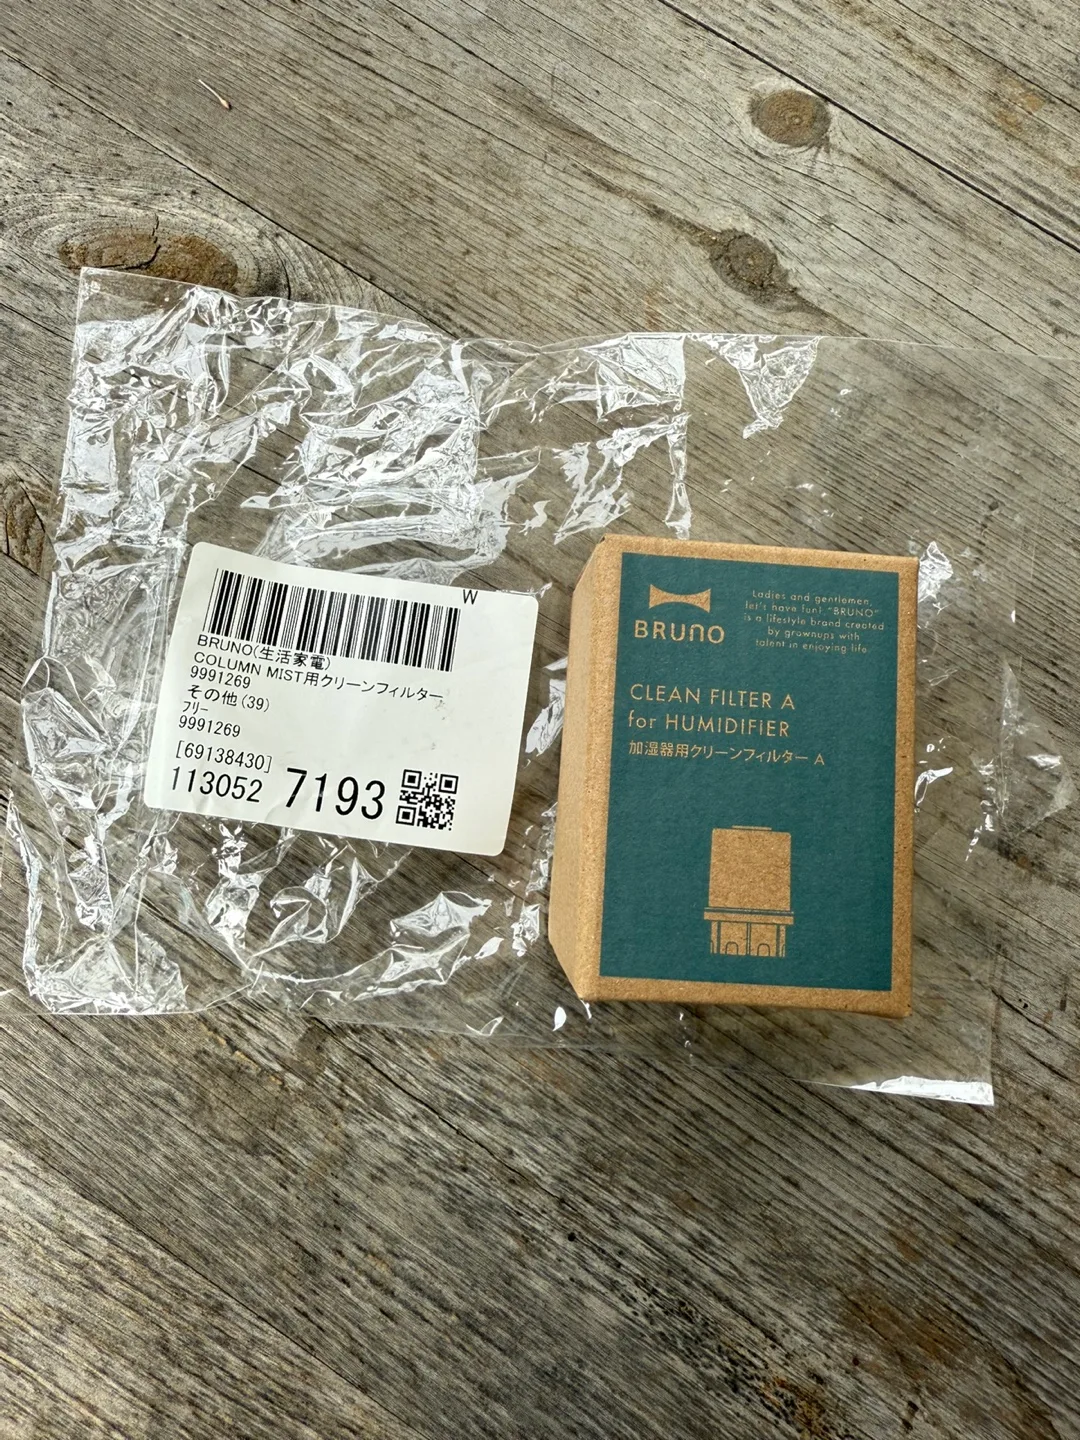 W
BRUNO(生活家電)
COLUMN MIST用クリーンフィルター
9991269
その他(39)
フリー
9991269
[69138430]
113052 7193
BRUNO
Ladies and gentlemen,
let's have fun! "BRUNO"
is a lifestyle brand created
by grownups with
talent in enjoying life.
CLEAN FILTER A
for HUMIDIFIER
加湿器用クリーンフィルター A